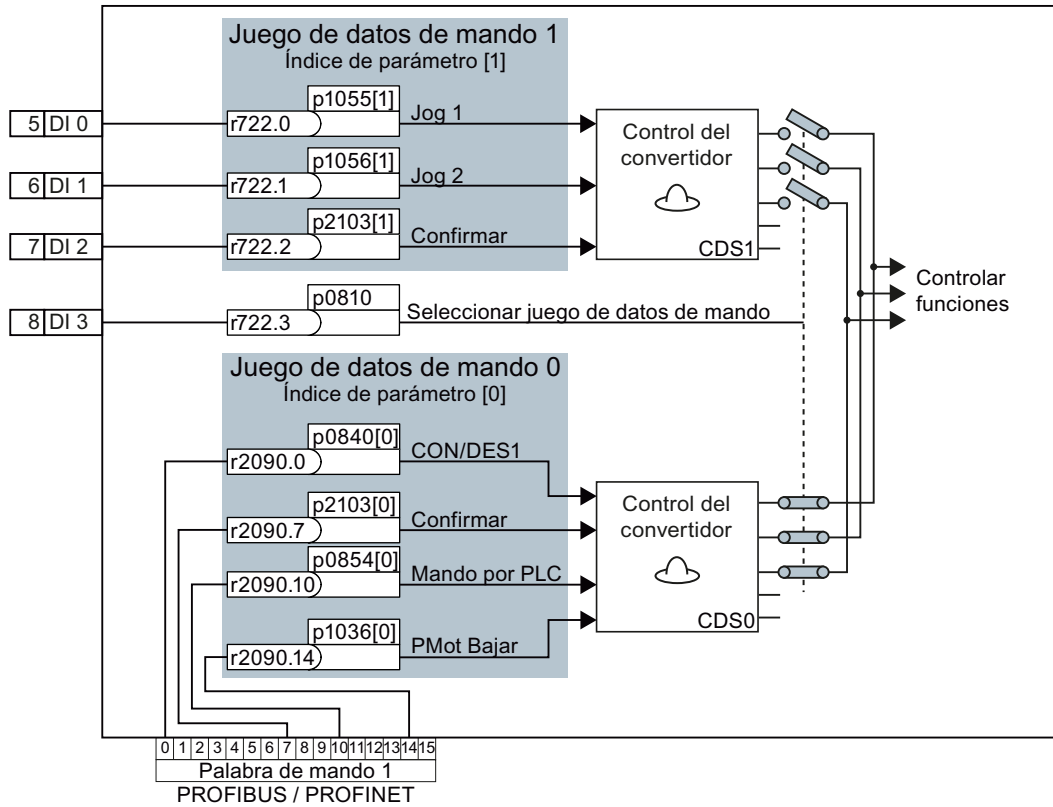 Juego de datos de mando 1
Índice de parámetro [1]
5 DI 0
r722.0
p1055[1]
Jog 1
6 DI 1
r722.1
p1056[1]
Jog 2
7 DI 2
r722.2
p2103[1]
Confirmar
Control del
convertidor
CDS1
8 DI 3
r722.3
p0810
Seleccionar juego de datos de mando
Controlar
funciones
Juego de datos de mando 0
Índice de parámetro [0]
r2090.0
p0840[0]
CON/DES1
r2090.7
p2103[0]
Confirmar
r2090.10
p0854[0]
Mando por PLC
r2090.14
p1036[0]
PMot Bajar
Control del
convertidor
CDS0
0 1 2 3 4 5 6 7 8 9 10 11 12 13 14 15
Palabra de mando 1
PROFIBUS / PROFINET